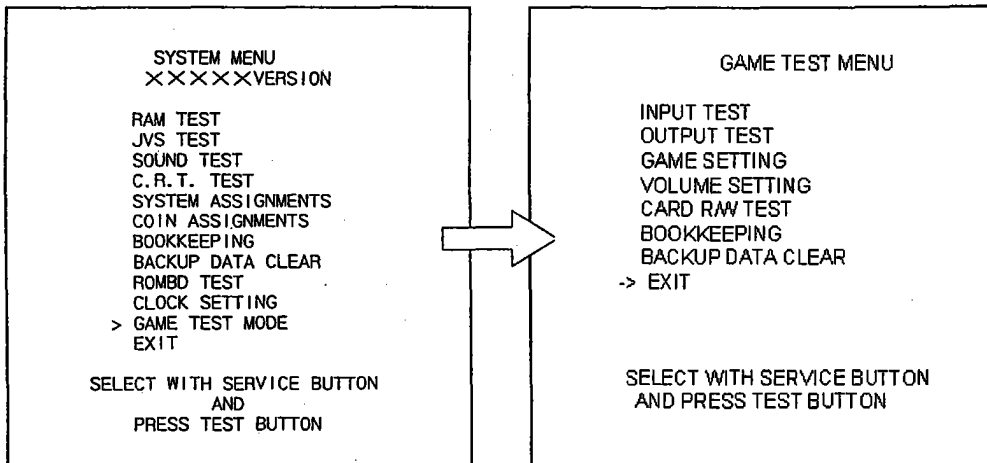 SYSTEM MENU
×××××VERSION
RAM TEST
JVS TEST
SOUND TEST
C.R.T. TEST
SYSTEM ASSIGNMENTS
COIN ASSIGNMENTS
BOOKKEEPING
BACKUP DATA CLEAR
ROMBD TEST
CLOCK SETTING
> GAME TEST MODE
EXIT
SELECT WITH SERVICE BUTTON
AND
PRESS TEST BUTTON
GAME TEST MENU
INPUT TEST
OUTPUT TEST
GAME SETTING
VOLUME SETTING
CARD R/W TEST
BOOKKEEPING
BACKUP DATA CLEAR
-> EXIT
SELECT WITH SERVICE BUTTON
AND PRESS TEST BUTTON